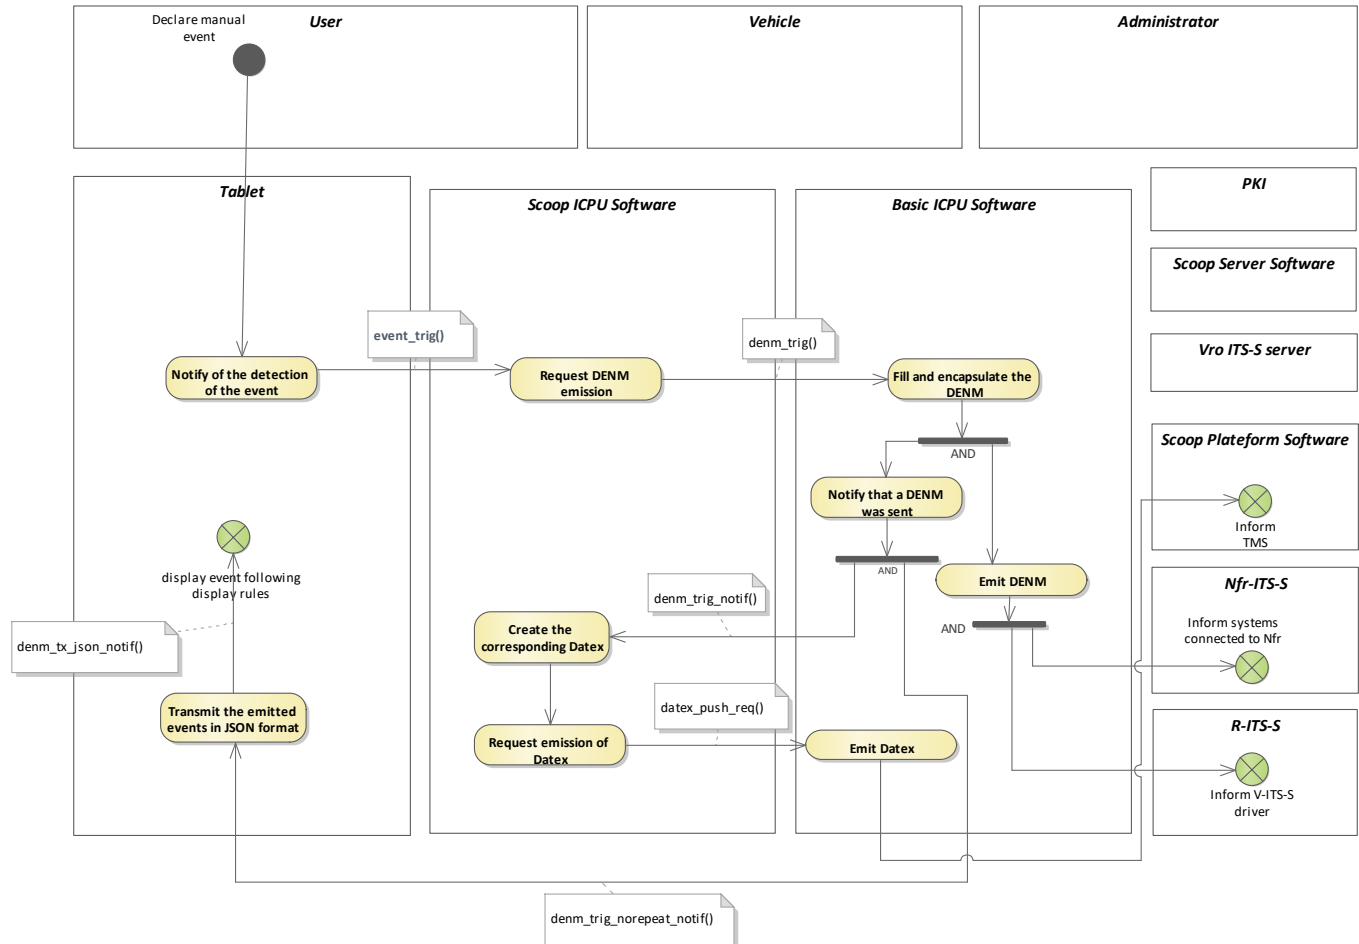 Declare manual
event
User
Vehicle
Administrator
Tablet
Scoop ICPU Software
Basic ICPU Software
PKI
Scoop Server Software
Vro ITS-S server
event_trig()
denm_trig()
Notify of the detection
of the event
Request DENM
emission
Fill and encapsulate the
DENM
AND
Scoop Plateform Software
Notify that a DENM
was sent
Inform
TMS
AND
display event following
display rules
Emit DENM
Nfr-ITS-S
denm_trig_notif()
Create the
corresponding Datex
AND
Inform systems
connected to Nfr
denm_tx_json_notif()
Transmit the emitted
events in JSON format
datex_push_req()
Request emission of
Datex
Emit Datex
R-ITS-S
Inform V-ITS-S
driver
denm_trig_norepeat_notif()